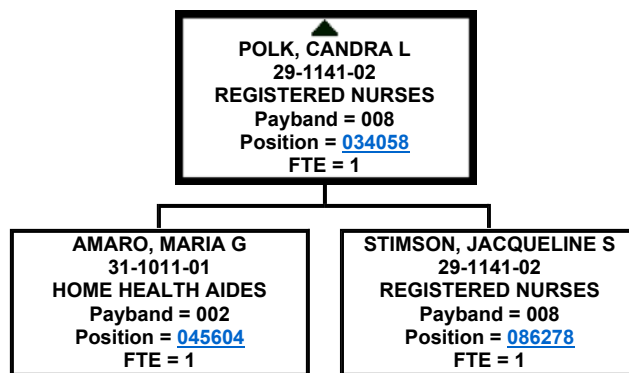 POLK, CANDRA L
29-1141-02
REGISTERED NURSES
Payband = 008
Position = 034058
FTE = 1
AMARO, MARIA G
31-1011-01
HOME HEALTH AIDES
Payband = 002
Position = 045604
FTE = 1
STIMSON, JACQUELINE S
29-1141-02
REGISTERED NURSES
Payband = 008
Position = 086278
FTE = 1